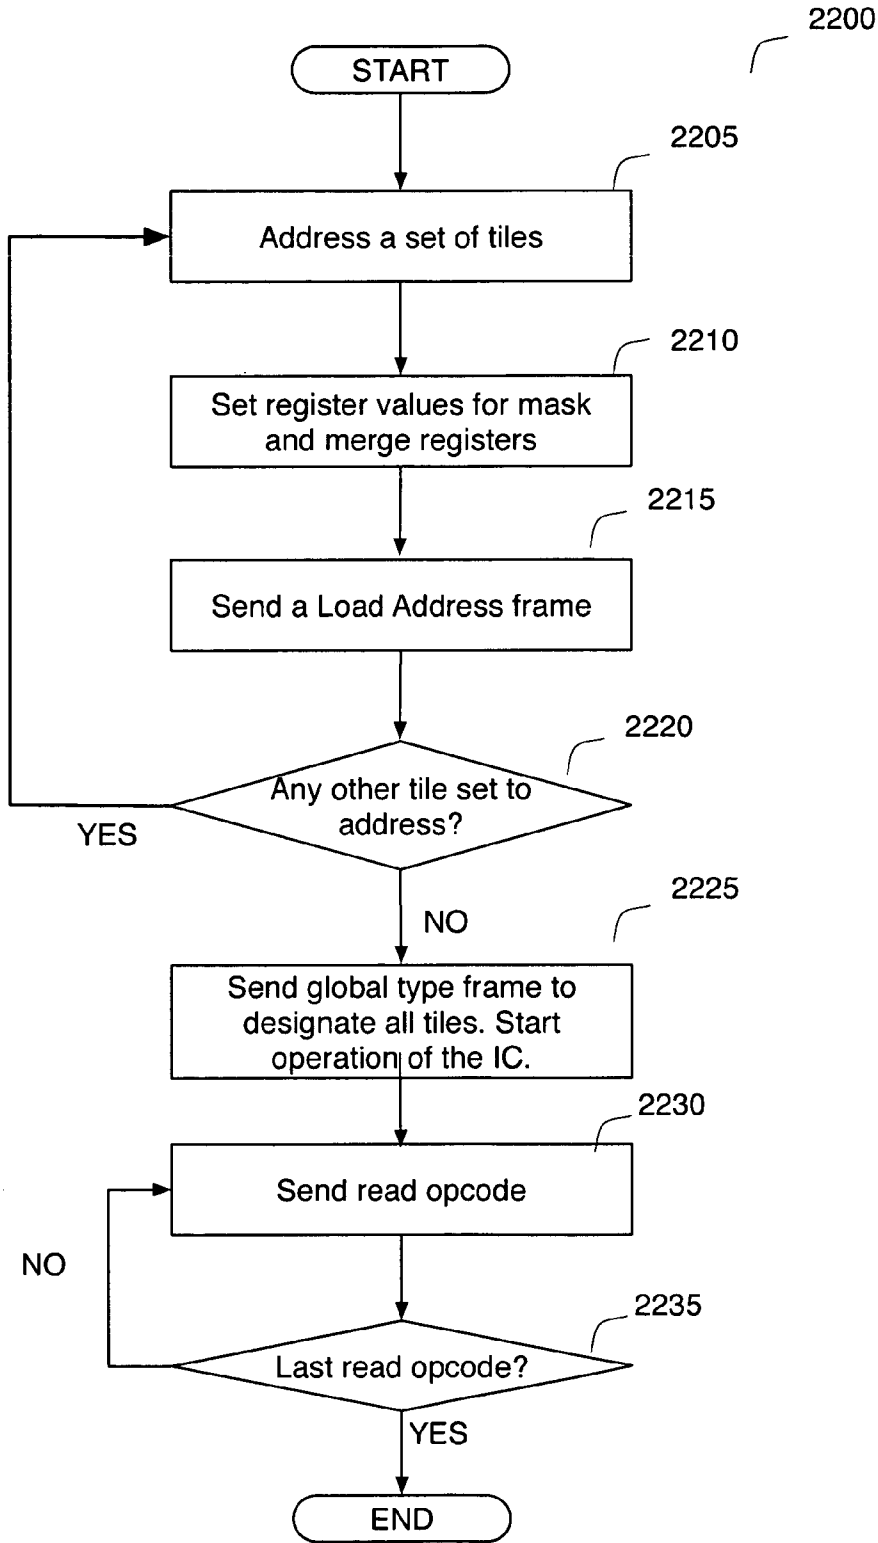 2200
START
2205
Address a set of tiles
2210
Set register values for mask
and merge registers
2215
Send a Load Address frame
2220
Any other tile set to
address?
YES
2225
NO
Send global type frame to
designate all tiles. Start
operation of the IC.
2230
Send read opcode
NO
2235
Last read opcode?
YES
END